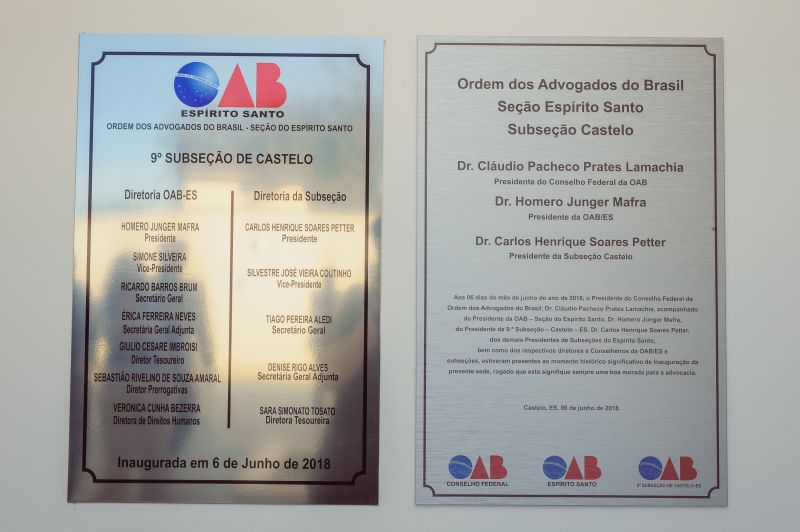 OAB
ESPÍRITO SANTO
ORDEM DOS ADVOGADOS DO BRASIL - SEÇÃO DO ESPÍRITO SANTO
9º SUBSEÇÃO DE CASTELO
Diretoria OAB-ES
HOMERO JUNGER MAFRA
Presidente
SIMONE SILVEIRA
Vice-Presidente
RICARDO BARROS BRUM
Secretário Geral
ÉRICA FERREIRA NEVES
Secretária Geral Adjunta
GIULIO CESARE IMBROISI
Diretor Tesoureiro
SEBASTIÃO RIVELINO DE SOUZA AMARAL
Diretor Prerrogativas
VERONICA CUNHA BEZERRA
Diretora de Direitos Humanos
Diretoria da Subseção
CARLOS HENRIQUE SOARES PETTER
Presidente
SILVESTRE JOSÉ VIEIRA COUTINHO
Vice-Presidente
TIAGO PEREIRA ALEDI
Secretário Geral
DENISE RIGO ALVES
Secretária Geral Adjunta
SARA SIMONATO TOSATO
Diretora Tesoureira
Inaugurada em 6 de Junho de 2018
Ordem dos Advogados do Brasil
Seção Espírito Santo
Subseção Castelo
Dr. Cláudio Pacheco Prates Lamachia
Presidente do Conselho Federal da OAB
Dr. Homero Junger Mafra
Presidente da OAB/ES
Dr. Carlos Henrique Soares Petter
Presidente da Subseção Castelo
Aos 06 dias do mês de junho do ano de 2018, o Presidente do Conselho Federal da
Ordem dos Advogados do Brasil, Dr. Cláudio Pacheco Prates Lamachia, acompanhado
do Presidente da OAB – Seção do Espírito Santo, Dr. Homero Junger Mafra,
do Presidente da 9.ª Subseção – Castelo – ES, Dr. Carlos Henrique Soares Petter,
dos demais Presidentes de Subseções do Espírito Santo,
bem como dos respectivos diretores e Conselheiros da OAB/ES e
subseções, estiveram presentes ao momento histórico significativo de Inauguração da
presente sede, rogado que esta signifique sempre uma boa morada para a advocacia.
Castelo, ES, 06 de junho de 2018.
OAB
CONSELHO FEDERAL
OAB
ESPÍRITO SANTO
OAB
9ª SUBSEÇÃO DE CASTELO-ES